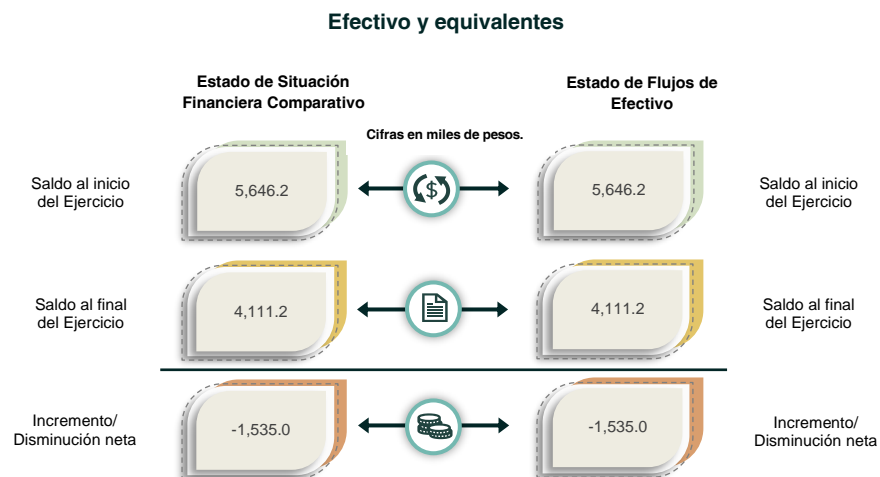 Efectivo y equivalentes
Estado de Situación
Financiera Comparativo
Estado de Flujos de
Efectivo
Cifras en miles de pesos.
Saldo al inicio
del Ejercicio
5,646.2
$
5,646.2
Saldo al inicio
del Ejercicio
Saldo al final
del Ejercicio
4,111.2
4,111.2
Saldo al final
del Ejercicio
Incremento/
Disminución neta
-1,535.0
-1,535.0
Incremento/
Disminución neta